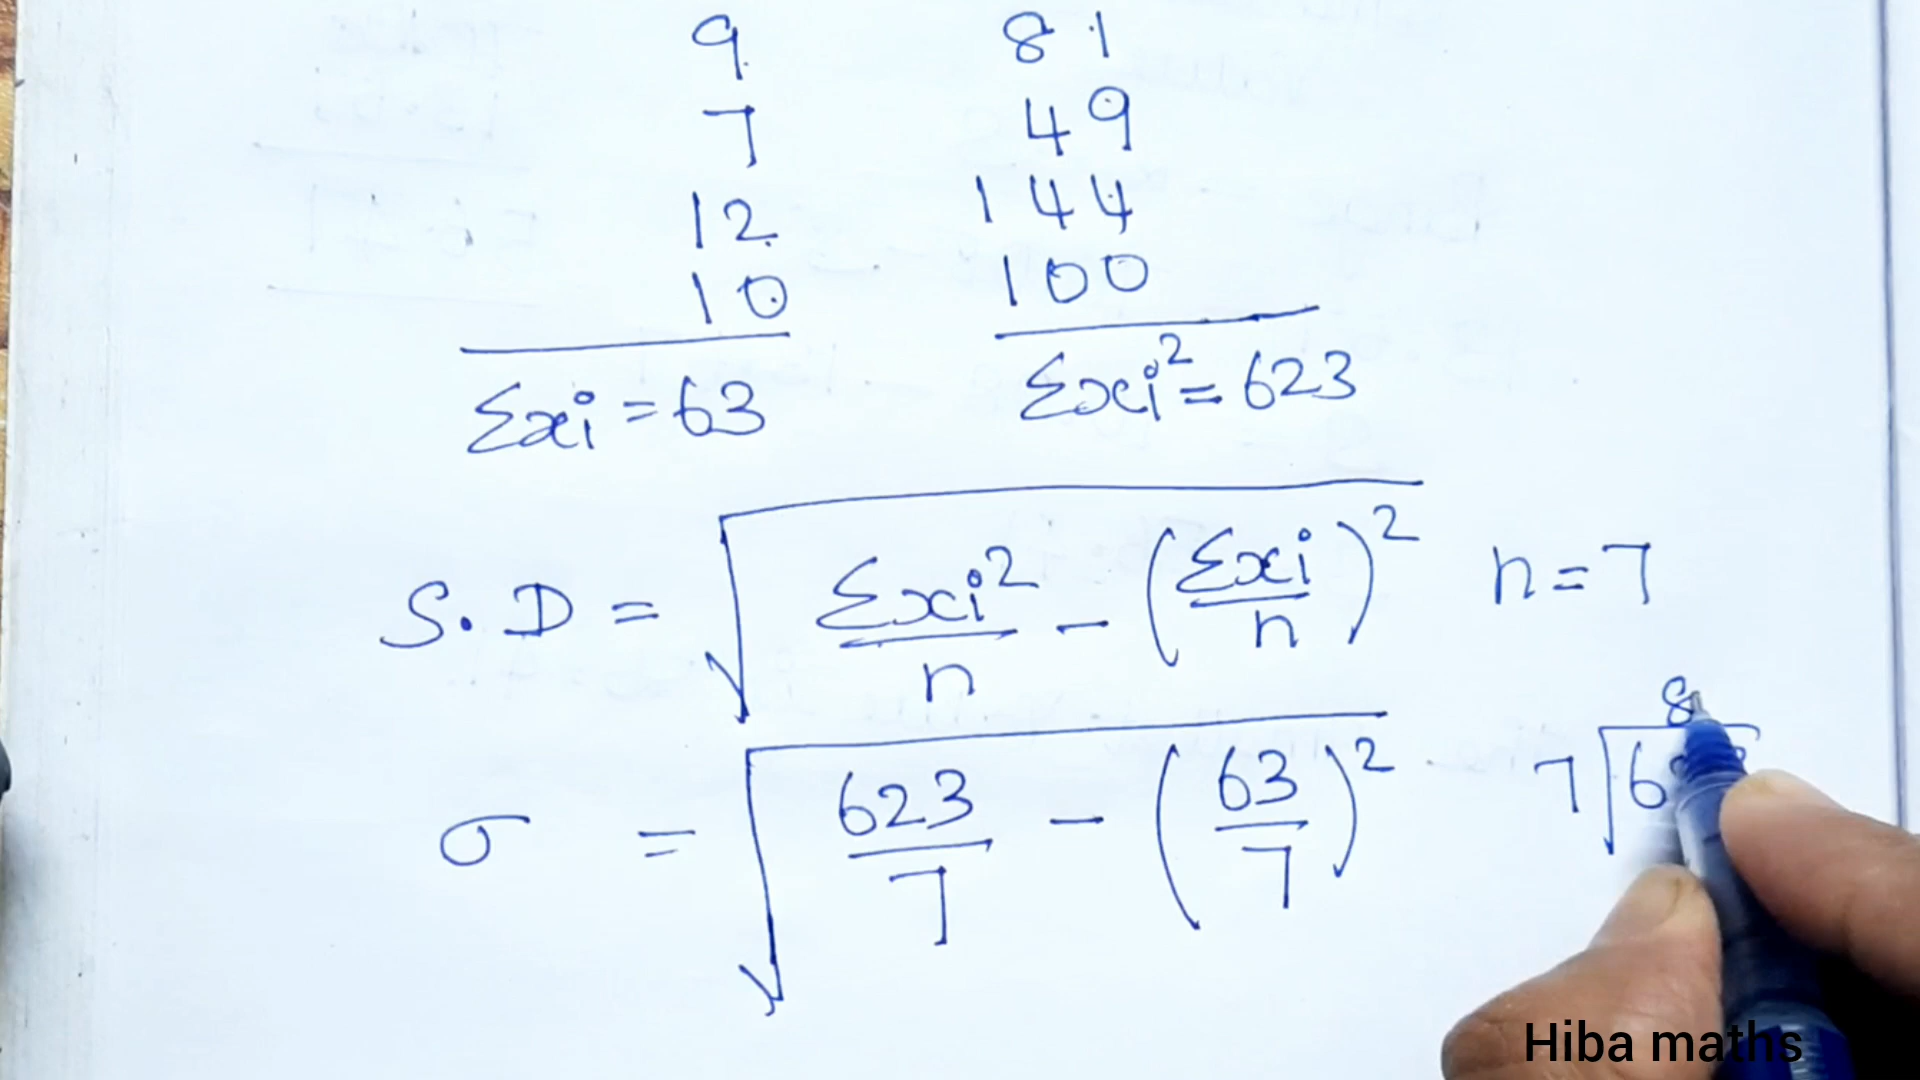 9 81
7 49
12 144
10 100
Σxi = 63 Σxi² = 623
S.D = √(Σxi²/n - (Σxi/n)²) n = 7
8
σ = √(623/7 - (63/7)²) 7√6
Hiba maths